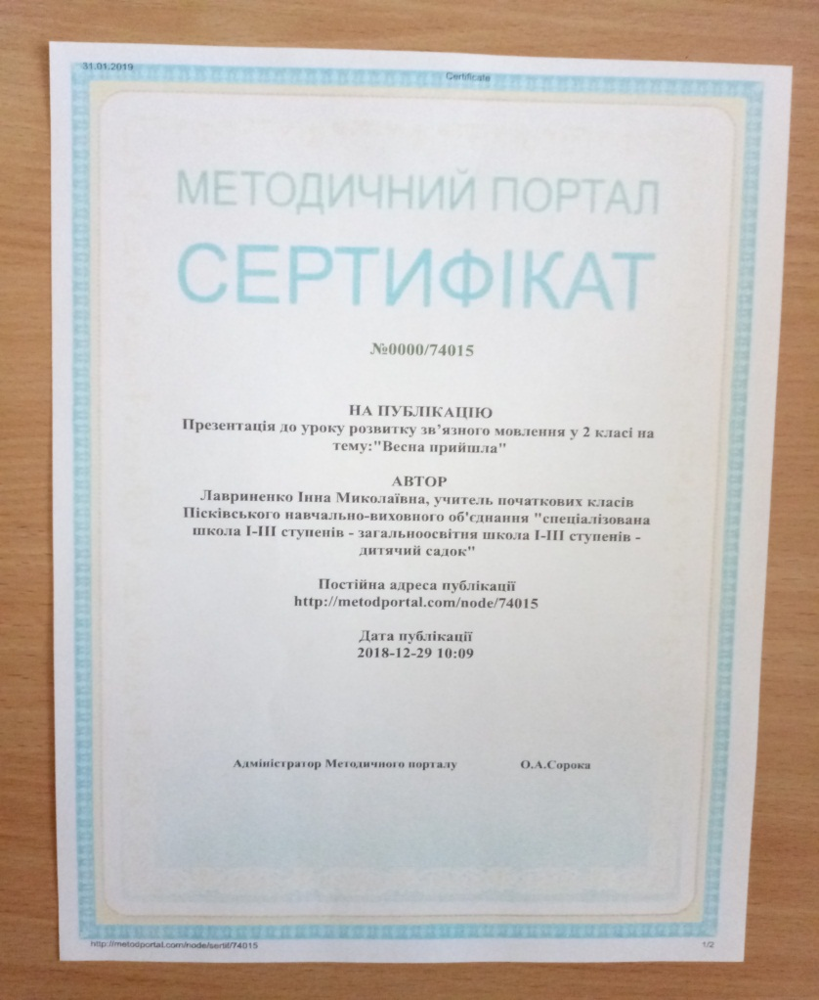 31.01.2019
Certificate
МЕТОДИЧНИЙ ПОРТАЛ
СЕРТИФІКАТ
№0000/74015
НА ПУБЛІКАЦІЮ
Презентація до уроку розвитку зв’язного мовлення у 2 класі на
тему:"Весна прийшла"
АВТОР
Лавриненко Інна Миколаївна, учитель початкових класів
Пісківського навчально-виховного об'єднання "спеціалізована
школа І-ІІІ ступенів - загальноосвітня школа І-ІІІ ступенів -
дитячий садок"
Постійна адреса публікації
http://metodportal.com/node/74015
Дата публікації
2018-12-29 10:09
Адміністратор Методичного порталу О.А.Сорока
http://metodportal.com/node/sertif/74015
1/2